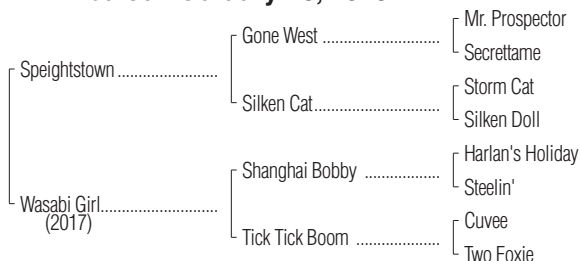 Gone West
Mr. Prospector
Secrettame
Speightstown
Silken Cat
Storm Cat
Silken Doll
Shanghai Bobby
Harlan's Holiday
Steelin'
Wasabi Girl
(2017)
Tick Tick Boom
Cuvee
Two Foxie